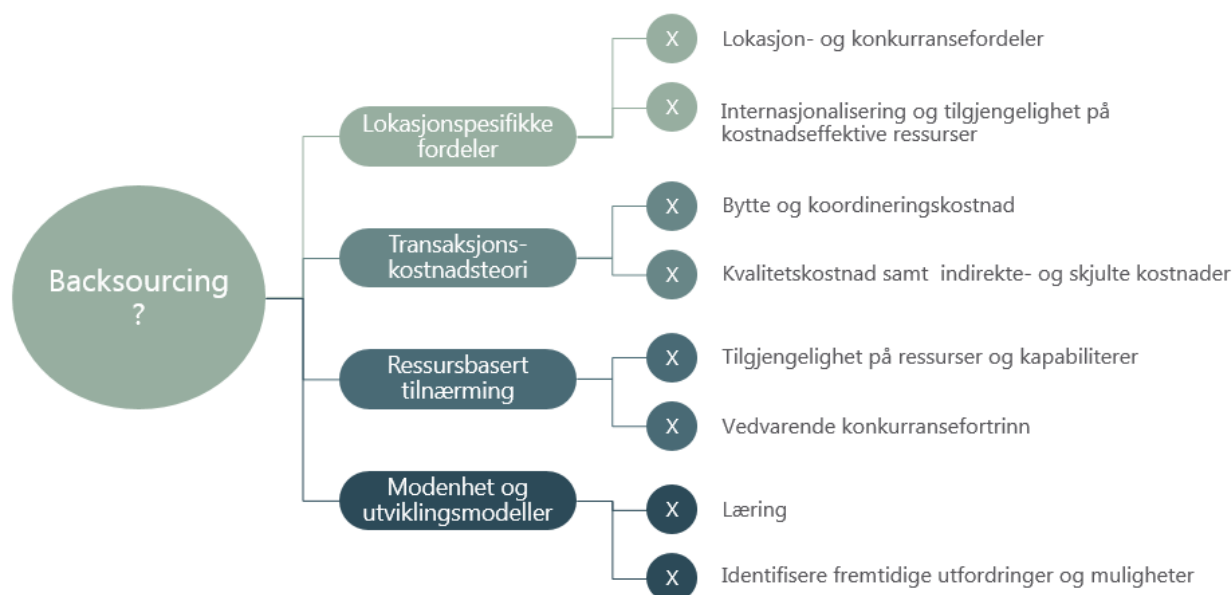 Backsourcing
?
Lokasjonspesifikke
fordeler
X
Lokasjon- og konkurransefordeler
X
Internasjonalisering og tilgjengelighet på
kostnadseffektive ressurser
Transaksjons-
kostnadsteori
X
Bytte og koordineringskostnad
X
Kvalitetskostnad samt indirekte- og skjulte kostnader
Ressursbasert
tilnærming
X
Tilgjengelighet på ressurser og kapabiliterer
X
Vedvarende konkurransefortrinn
Modenhet og
utviklingsmodeller
X
Læring
X
Identifisere fremtidige utfordringer og muligheter